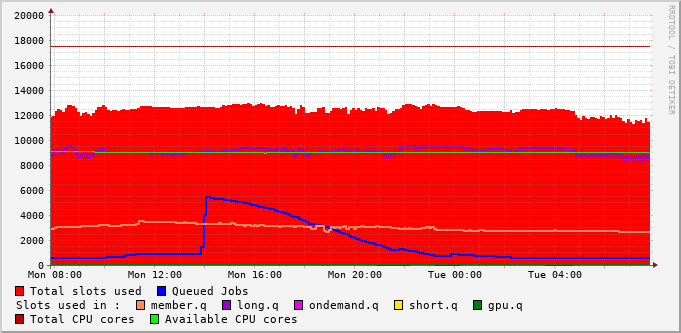 20000
18000
16000
14000
12000
10000
8000
6000
4000
2000
0
Mon 08:00 Mon 12:00 Mon 16:00 Mon 20:00 Tue 00:00 Tue 04:00
Total slots used Queued Jobs
Slots used in : member.q long.q ondemand.q short.q gpu.q
Total CPU cores Available CPU cores
RRDTOOL / TOBI OETIKER